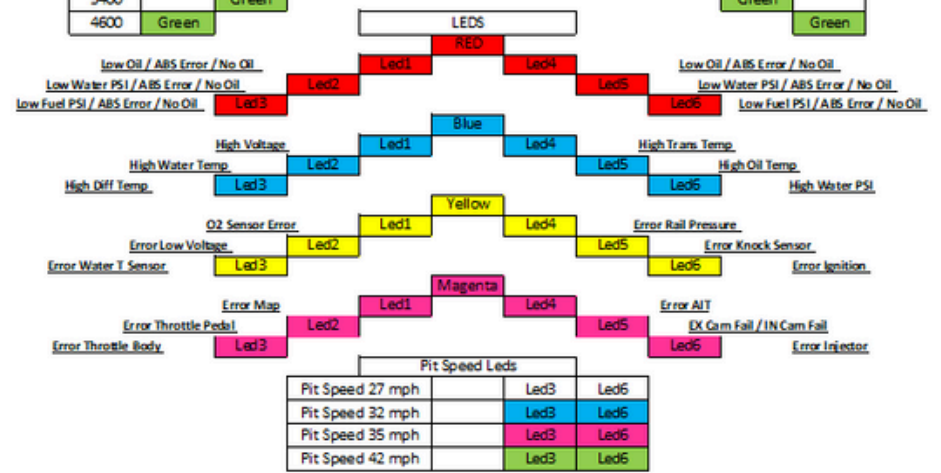 5400 Green Green
4600 Green LEDS Green
RED
Low Oil / ABS Error / No Oil Led1 Led4 Low Oil / ABS Error / No Oil
Low Water PSI / ABS Error / No Oil Led2 Led5 Low Water PSI / ABS Error / No Oil
Low Fuel PSI / ABS Error / No Oil Led3 Led6 Low Fuel PSI / ABS Error / No Oil
Blue
High Voltage Led1 Led4 High Trans Temp
High Water Temp Led2 Led5 High Oil Temp
High Diff Temp Led3 Led6 High Water PSI
Yellow
O2 Sensor Error Led1 Led4 Error Rail Pressure
Error Low Voltage Led2 Led5 Error Knock Sensor
Error Water T Sensor Led3 Led6 Error Ignition
Magenta
Error Map Led1 Led4 Error AIT
Error Throttle Pedal Led2 Led5 EX Cam Fail / IN Cam Fail
Error Throttle Body Led3 Led6 Error Injector
Pit Speed Leds
Pit Speed 27 mph Led3 Led6
Pit Speed 32 mph Led3 Led6
Pit Speed 35 mph Led3 Led6
Pit Speed 42 mph Led3 Led6